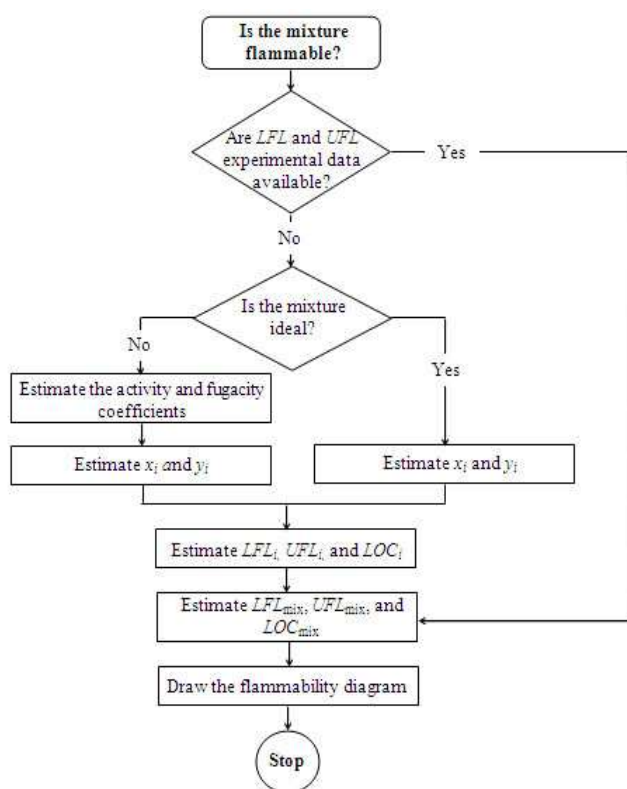 Is the mixture
flammable?
Are LFL and UFL
experimental data
available?
Yes
No
Is the mixture
ideal?
No
Yes
Estimate the activity and fugacity
coefficients
Estimate xi and yi
Estimate xi and yi
Estimate LFLi, UFLi, and LOCi
Estimate LFLmix, UFLmix, and
LOCmix
Draw the flammability diagram
Stop